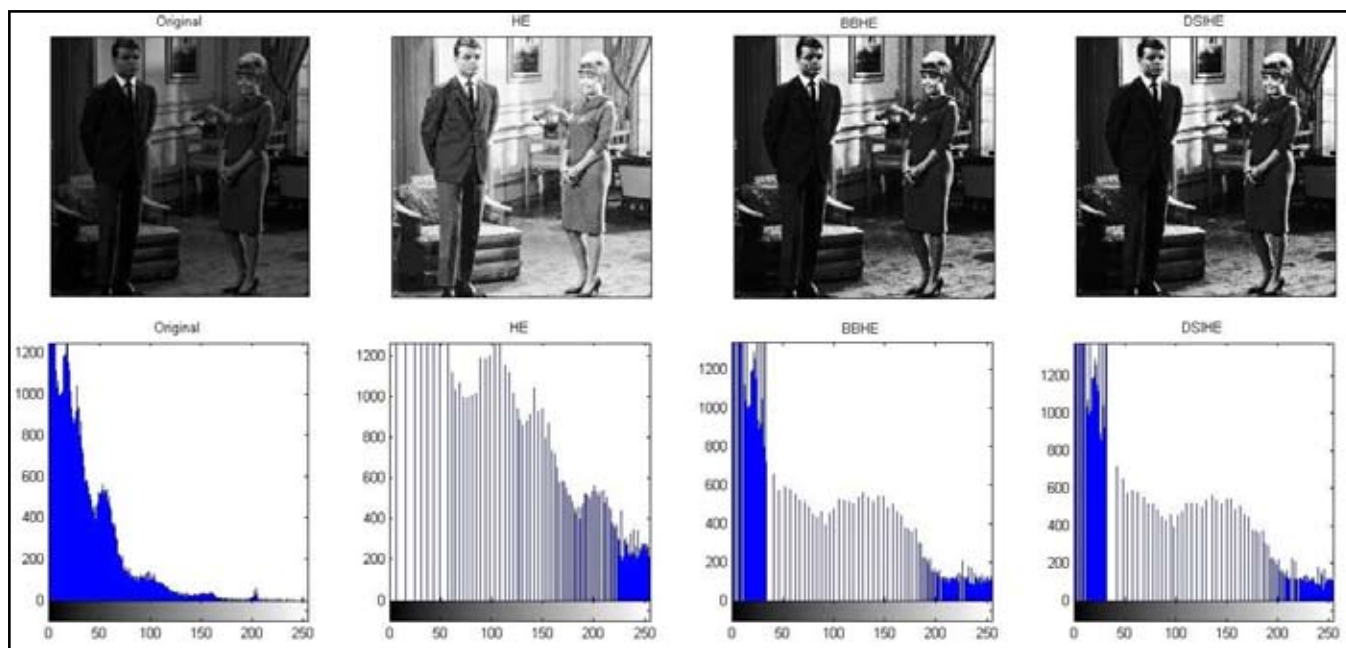 Original HE BBHE DSIHE
Original HE BBHE DSIHE
1200 1200 1200 1200
1000 1000 1000 1000
800 800 800 800
600 600 600 600
400 400 400 400
200 200 200 200
0 0 0 0
0 50 100 150 200 250 0 50 100 150 200 250 0 50 100 150 200 250 0 50 100 150 200 250